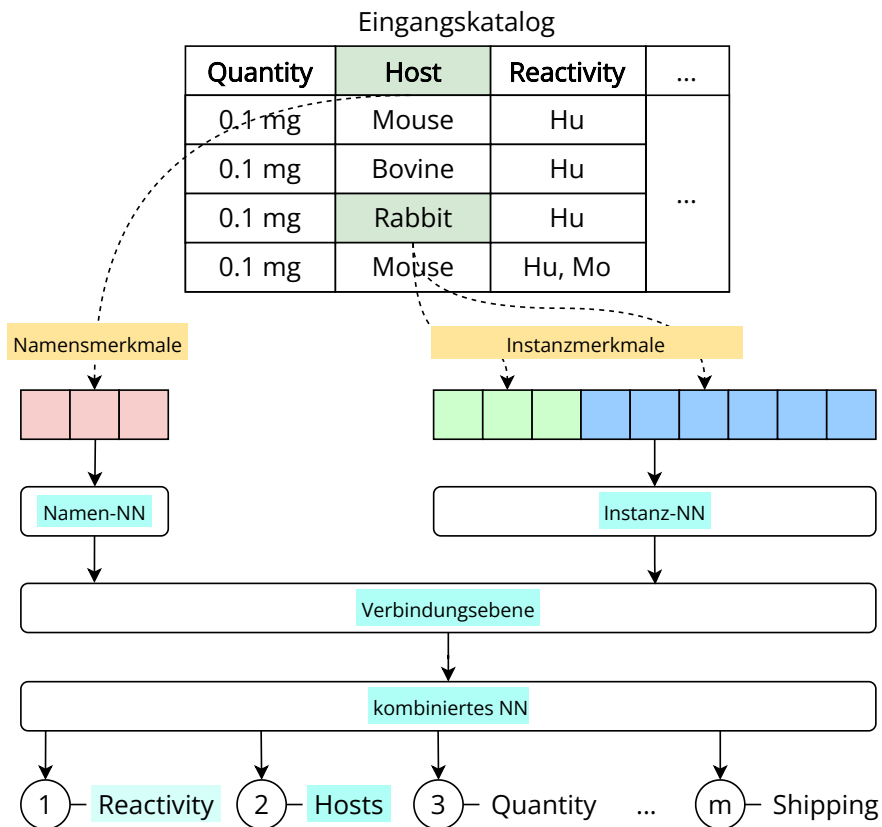 Eingangskatalog
Quantity Host Reactivity ...
0.1 mg Mouse Hu
0.1 mg Bovine Hu
...
0.1 mg Rabbit Hu
0.1 mg Mouse Hu, Mo
Namensmerkmale Instanzmerkmale
Namen-NN Instanz-NN
Verbindungsebene
kombiniertes NN
1 Reactivity 2 Hosts 3 Quantity ... m Shipping